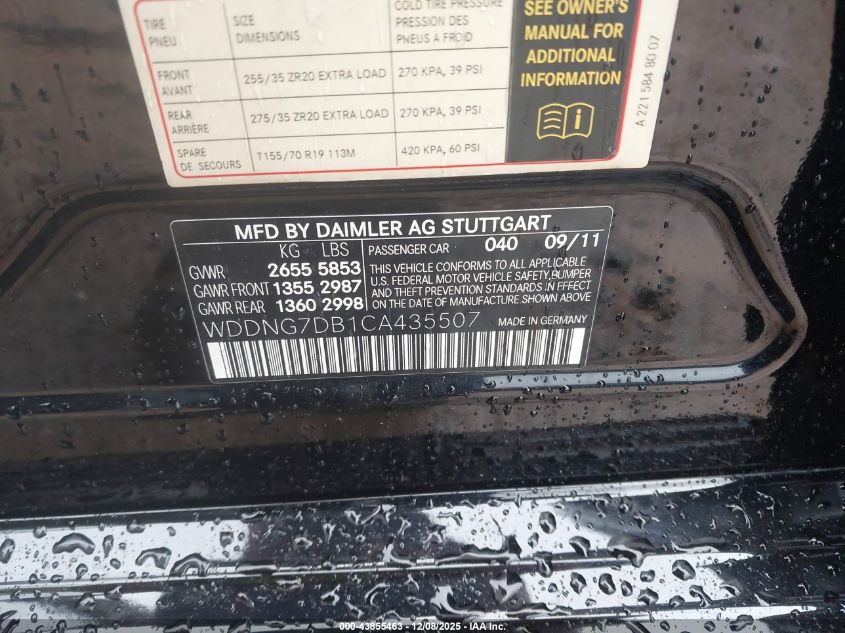 COLD TIRE PRESSURE
TIRE SIZE PRESSION DES
PNEU DIMENSIONS PNEUS À FROID
FRONT
AVANT 255/35 ZR20 EXTRA LOAD 270 KPA, 39 PSI
REAR
ARRIÈRE 275/35 ZR20 EXTRA LOAD 270 KPA, 39 PSI
SPARE
DE SECOURS T155/70 R19 113M 420 KPA, 60 PSI
SEE OWNER'S
MANUAL FOR
ADDITIONAL
INFORMATION
A 221 584 80 07
MFD BY DAIMLER AG STUTTGART
KG LBS PASSENGER CAR 040 09/11
GVWR 2655 5853
GAWR FRONT 1355 2987
GAWR REAR 1360 2998
THIS VEHICLE CONFORMS TO ALL APPLICABLE
U.S. FEDERAL MOTOR VEHICLE SAFETY, BUMPER
AND THEFT PREVENTION STANDARDS IN
EFFECT ON THE DATE OF MANUFACTURE SHOWN ABOVE.
WDDNG7DB1CA435507 MADE IN GERMANY
000-43855463 - 12/08/2025 - IAA Inc.